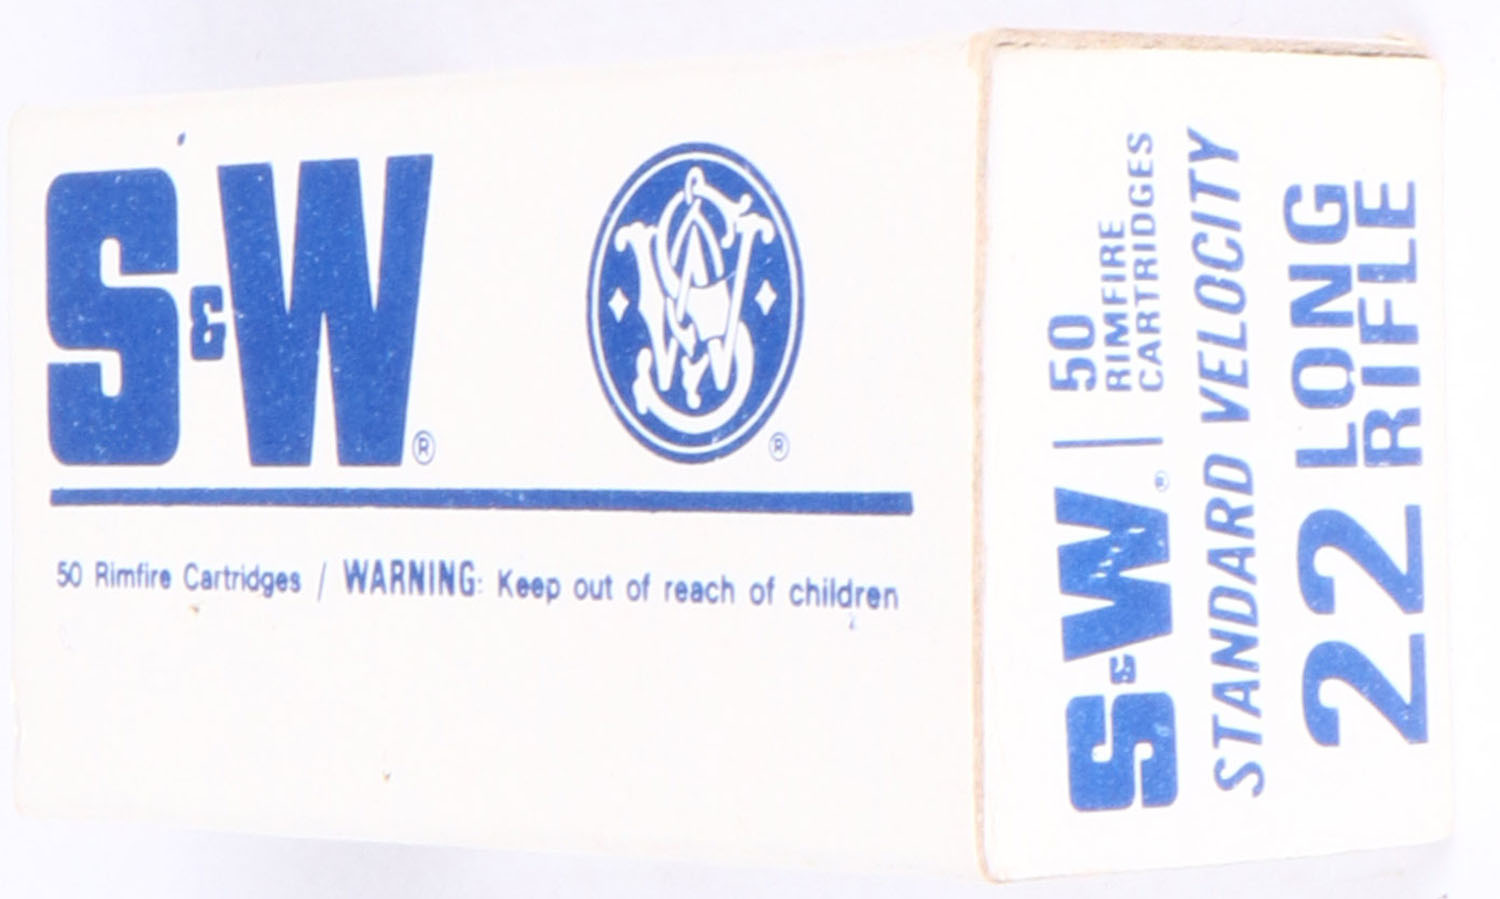 S&W®
®
50 Rimfire Cartridges / WARNING: Keep out of reach of children
S&W® | 50 RIMFIRE CARTRIDGES
STANDARD VELOCITY
22 LONG RIFLE